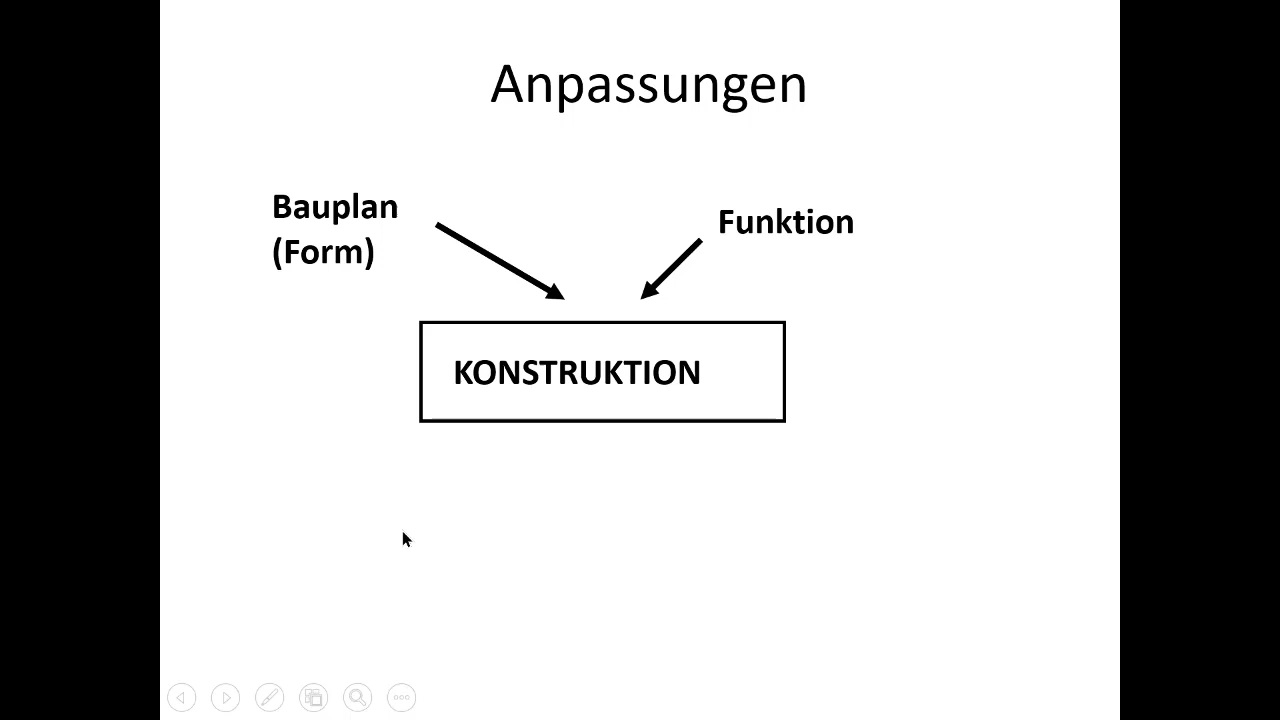 Anpassungen
Bauplan
(Form)
Funktion
KONSTRUKTION